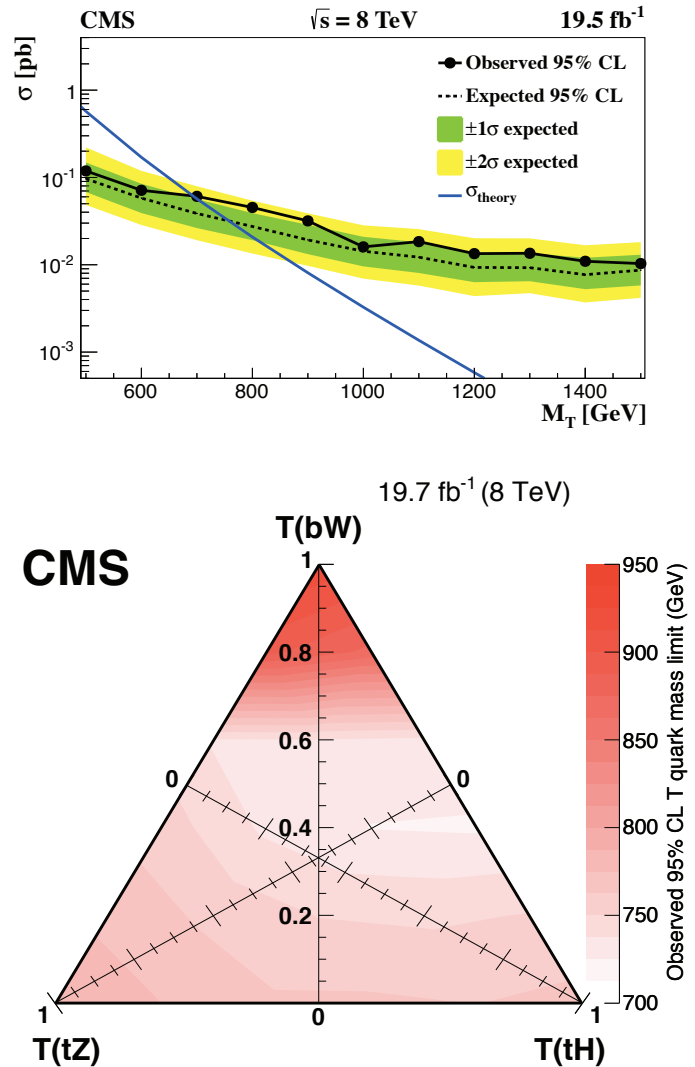 CMS √s = 8 TeV 19.5 fb⁻¹
σ [pb]
Observed 95% CL
Expected 95% CL
±1σ expected
±2σ expected
σ_theory
1
10⁻¹
10⁻²
10⁻³
600 800 1000 1200 1400
M_T [GeV]
19.7 fb⁻¹ (8 TeV)
CMS
T(bW)
1
0.8
0.6
0 0
0.4
0.2
1 0 1
T(tZ) T(tH)
950
900
850
800
750
700
Observed 95% CL T quark mass limit (GeV)